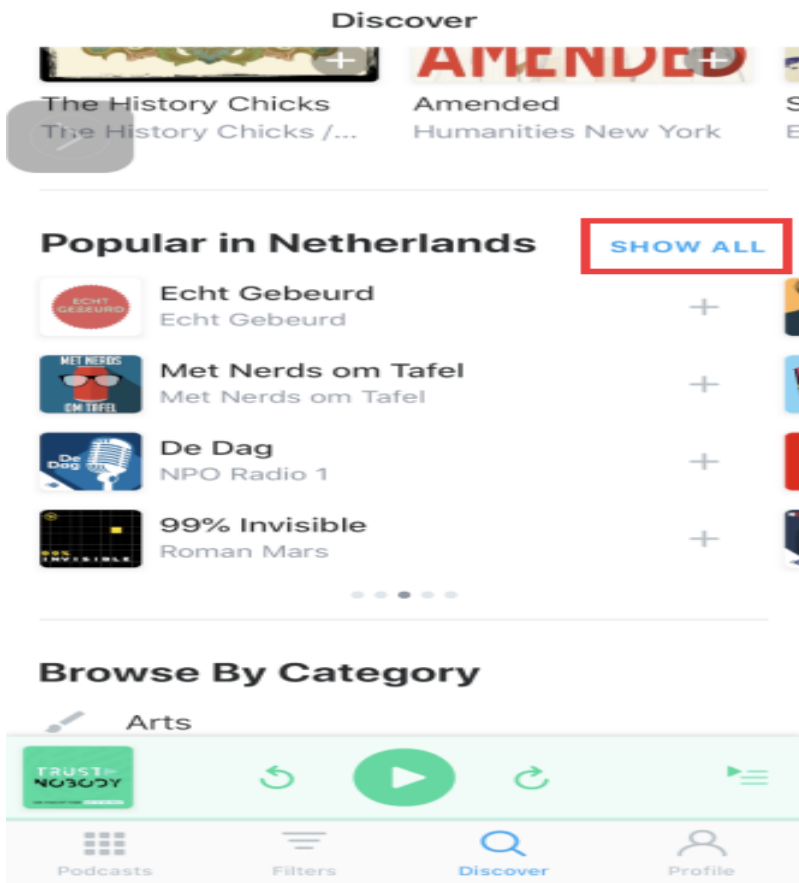 Discover
AMENDED
The History Chicks
Amended
The History Chicks /...
Humanities New York
Popular in Netherlands
SHOW ALL
ECHT
GEBEURD
Echt Gebeurd
Echt Gebeurd
MET NERDS
OM TAFEL
Met Nerds om Tafel
Met Nerds om Tafel
De
Dag
De Dag
NPO Radio 1
99%
INVISIBLE
99% Invisible
Roman Mars
Browse By Category
Arts
TRUST
NOBODY
Podcasts
Filters
Discover
Profile